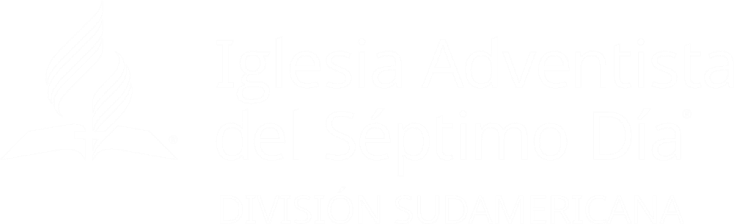 Iglesia Adventista
del Séptimo Día
DIVISIÓN SUDAMERICANA